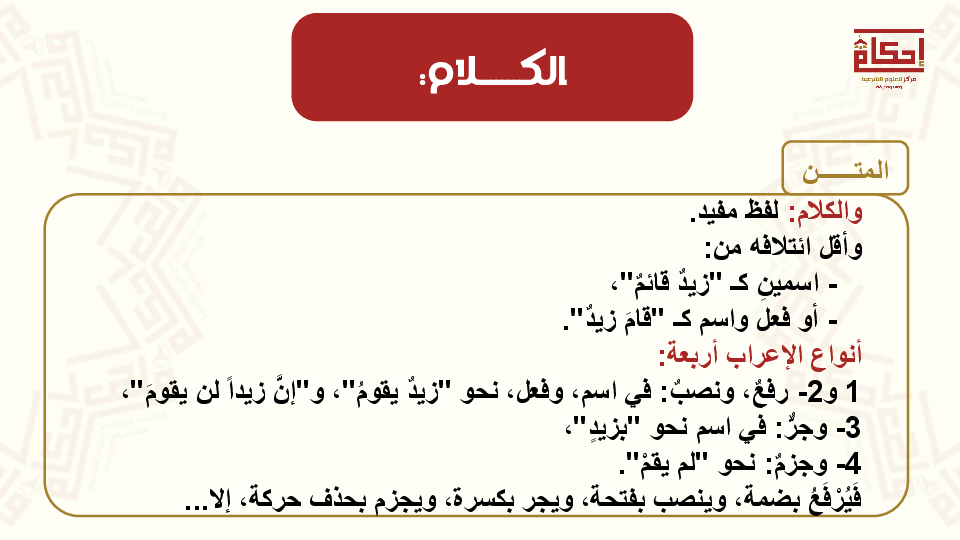 الكـــــلام:
إحكام
مركز للعلوم الشرعية
المتـــــن
والكلام: لفظ مفيد.
وأقل ائتلافه من:
- اسمينِ كـ "زيدٌ قائمٌ"،
- أو فعل واسم كـ "قامَ زيدٌ".
أنواع الإعراب أربعة:
1 و2- رفعٌ، ونصبٌ: في اسم، وفعل، نحو "زيدٌ يقومُ"، و"إنَّ زيداً لن يقومَ"،
3- وجرٌّ: في اسم نحو "بزيدٍ"،
4- وجزمٌ: نحو "لم يقمْ".
فَيُرْفَعُ بضمة، وينصب بفتحة، ويجر بكسرة، ويجزم بحذف حركة، إلا...